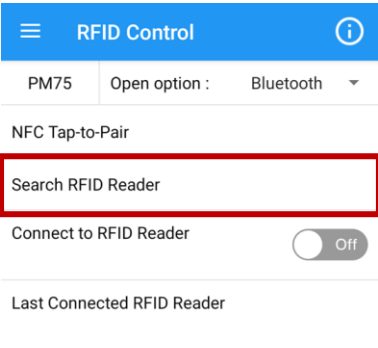 RFID Control
PM75 Open option : Bluetooth
NFC Tap-to-Pair
Search RFID Reader
Connect to RFID Reader Off
Last Connected RFID Reader